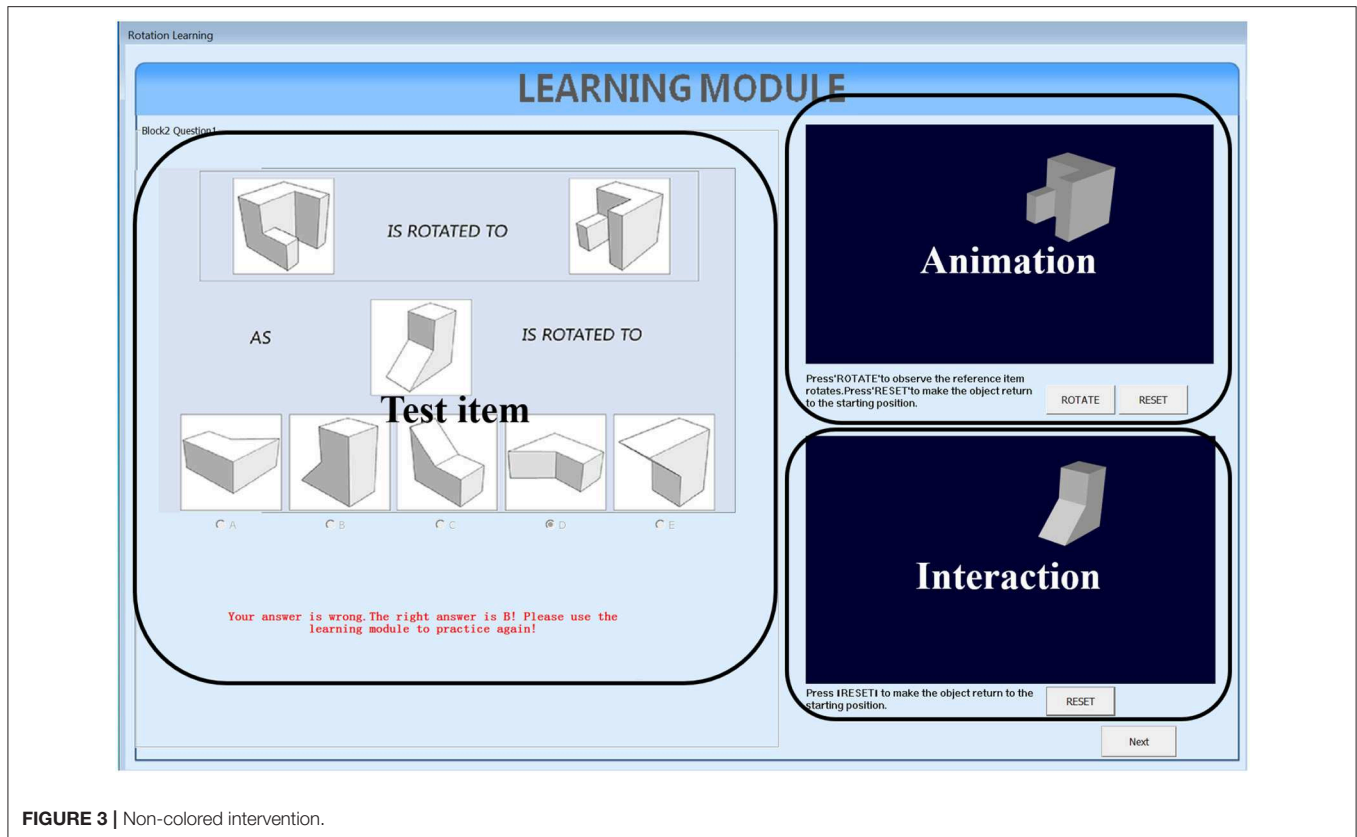 Rotation Learning
LEARNING MODULE
Block2 Question1
IS ROTATED TO
AS
IS ROTATED TO
Test item
A
B
C
D
E
Your answer is wrong.The right answer is B! Please use the
learning module to practice again!
Animation
Press'ROTATE'to observe the reference item
rotates.Press'RESET'to make the object return
to the starting position.
ROTATE
RESET
Interaction
Press IRESETI to make the object return to the
starting position.
RESET
Next
FIGURE 3 | Non-colored intervention.